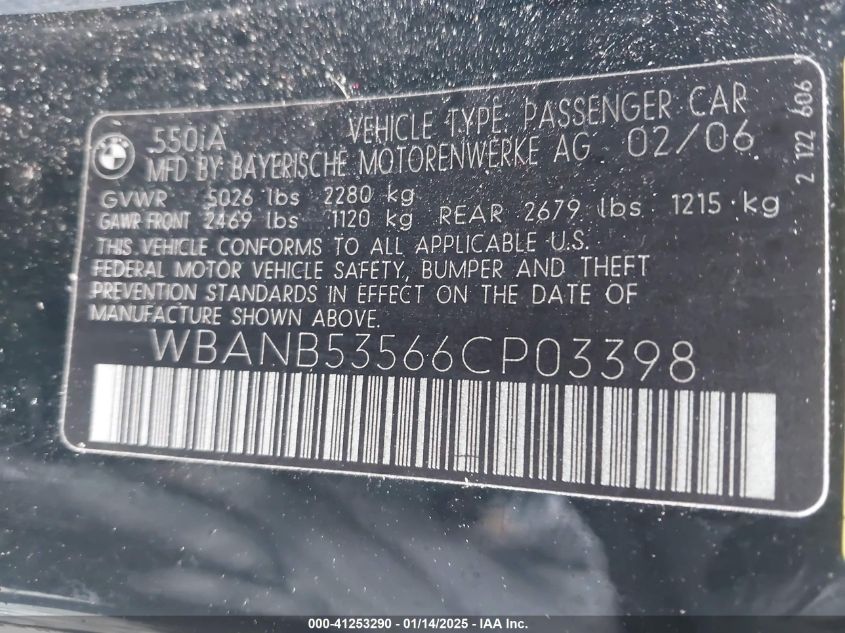 550iA VEHICLE TYPE: PASSENGER CAR
MFD BY BAYERISCHE MOTORENWERKE AG 02/06
GVWR 5026 lbs 2280 kg
GAWR FRONT 2469 lbs 1120 kg REAR 2679 lbs 1215 kg
THIS VEHICLE CONFORMS TO ALL APPLICABLE U.S.
FEDERAL MOTOR VEHICLE SAFETY, BUMPER AND THEFT
PREVENTION STANDARDS IN EFFECT ON THE DATE OF
MANUFACTURE SHOWN ABOVE.
WBANB53566CP03398
2 122 606
000-41253290 - 01/14/2025 - IAA Inc.